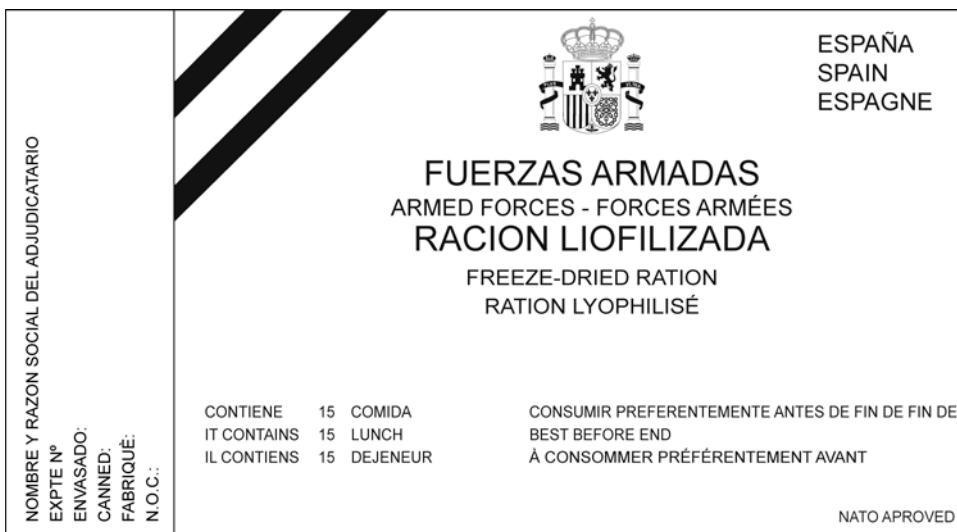 NOMBRE Y RAZON SOCIAL DEL ADJUDICATARIO
EXPTE Nº
ENVASADO:
CANNED:
FABRIQUÈ:
N.O.C.:
ESPAÑA
SPAIN
ESPAGNE
FUERZAS ARMADAS
ARMED FORCES - FORCES ARMÉES
RACION LIOFILIZADA
FREEZE-DRIED RATION
RATION LYOPHILISÉ
CONTIENE 15 COMIDA
IT CONTAINS 15 LUNCH
IL CONTIENS 15 DEJENEUR
CONSUMIR PREFERENTEMENTE ANTES DE FIN DE FIN DE
BEST BEFORE END
À CONSOMMER PRÉFÉRENTEMENT AVANT
NATO APROVED